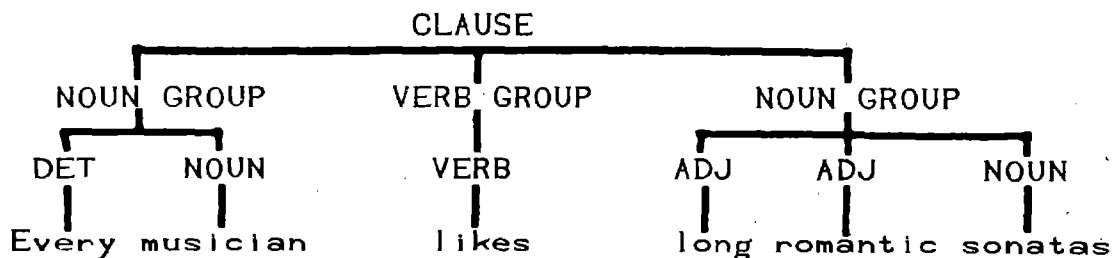 CLAUSE
NOUN GROUP VERB GROUP NOUN GROUP
DET NOUN VERB ADJ ADJ NOUN
Every musician likes long romantic sonatas